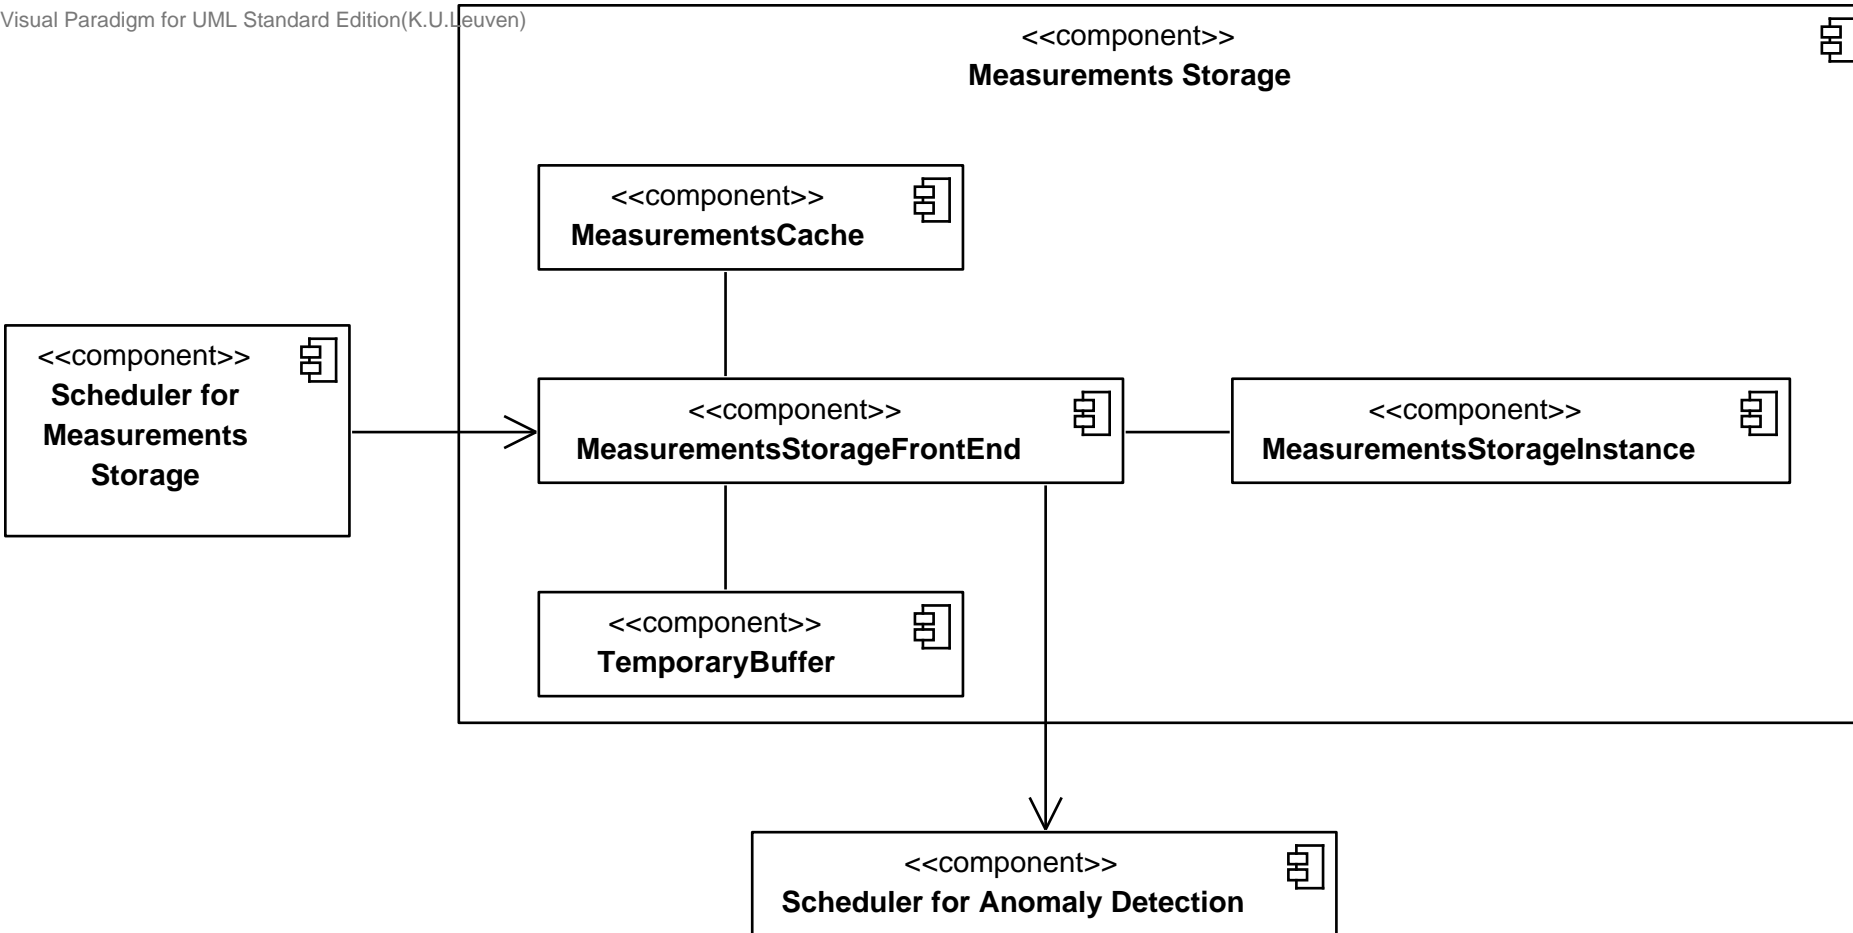 Visual Paradigm for UML Standard Edition(K.U.Leuven)
<<component>>
Measurements Storage
<<component>>
MeasurementsCache
<<component>>
Scheduler for
Measurements
Storage
<<component>>
MeasurementsStorageFrontEnd
<<component>>
MeasurementsStorageInstance
<<component>>
TemporaryBuffer
<<component>>
Scheduler for Anomaly Detection